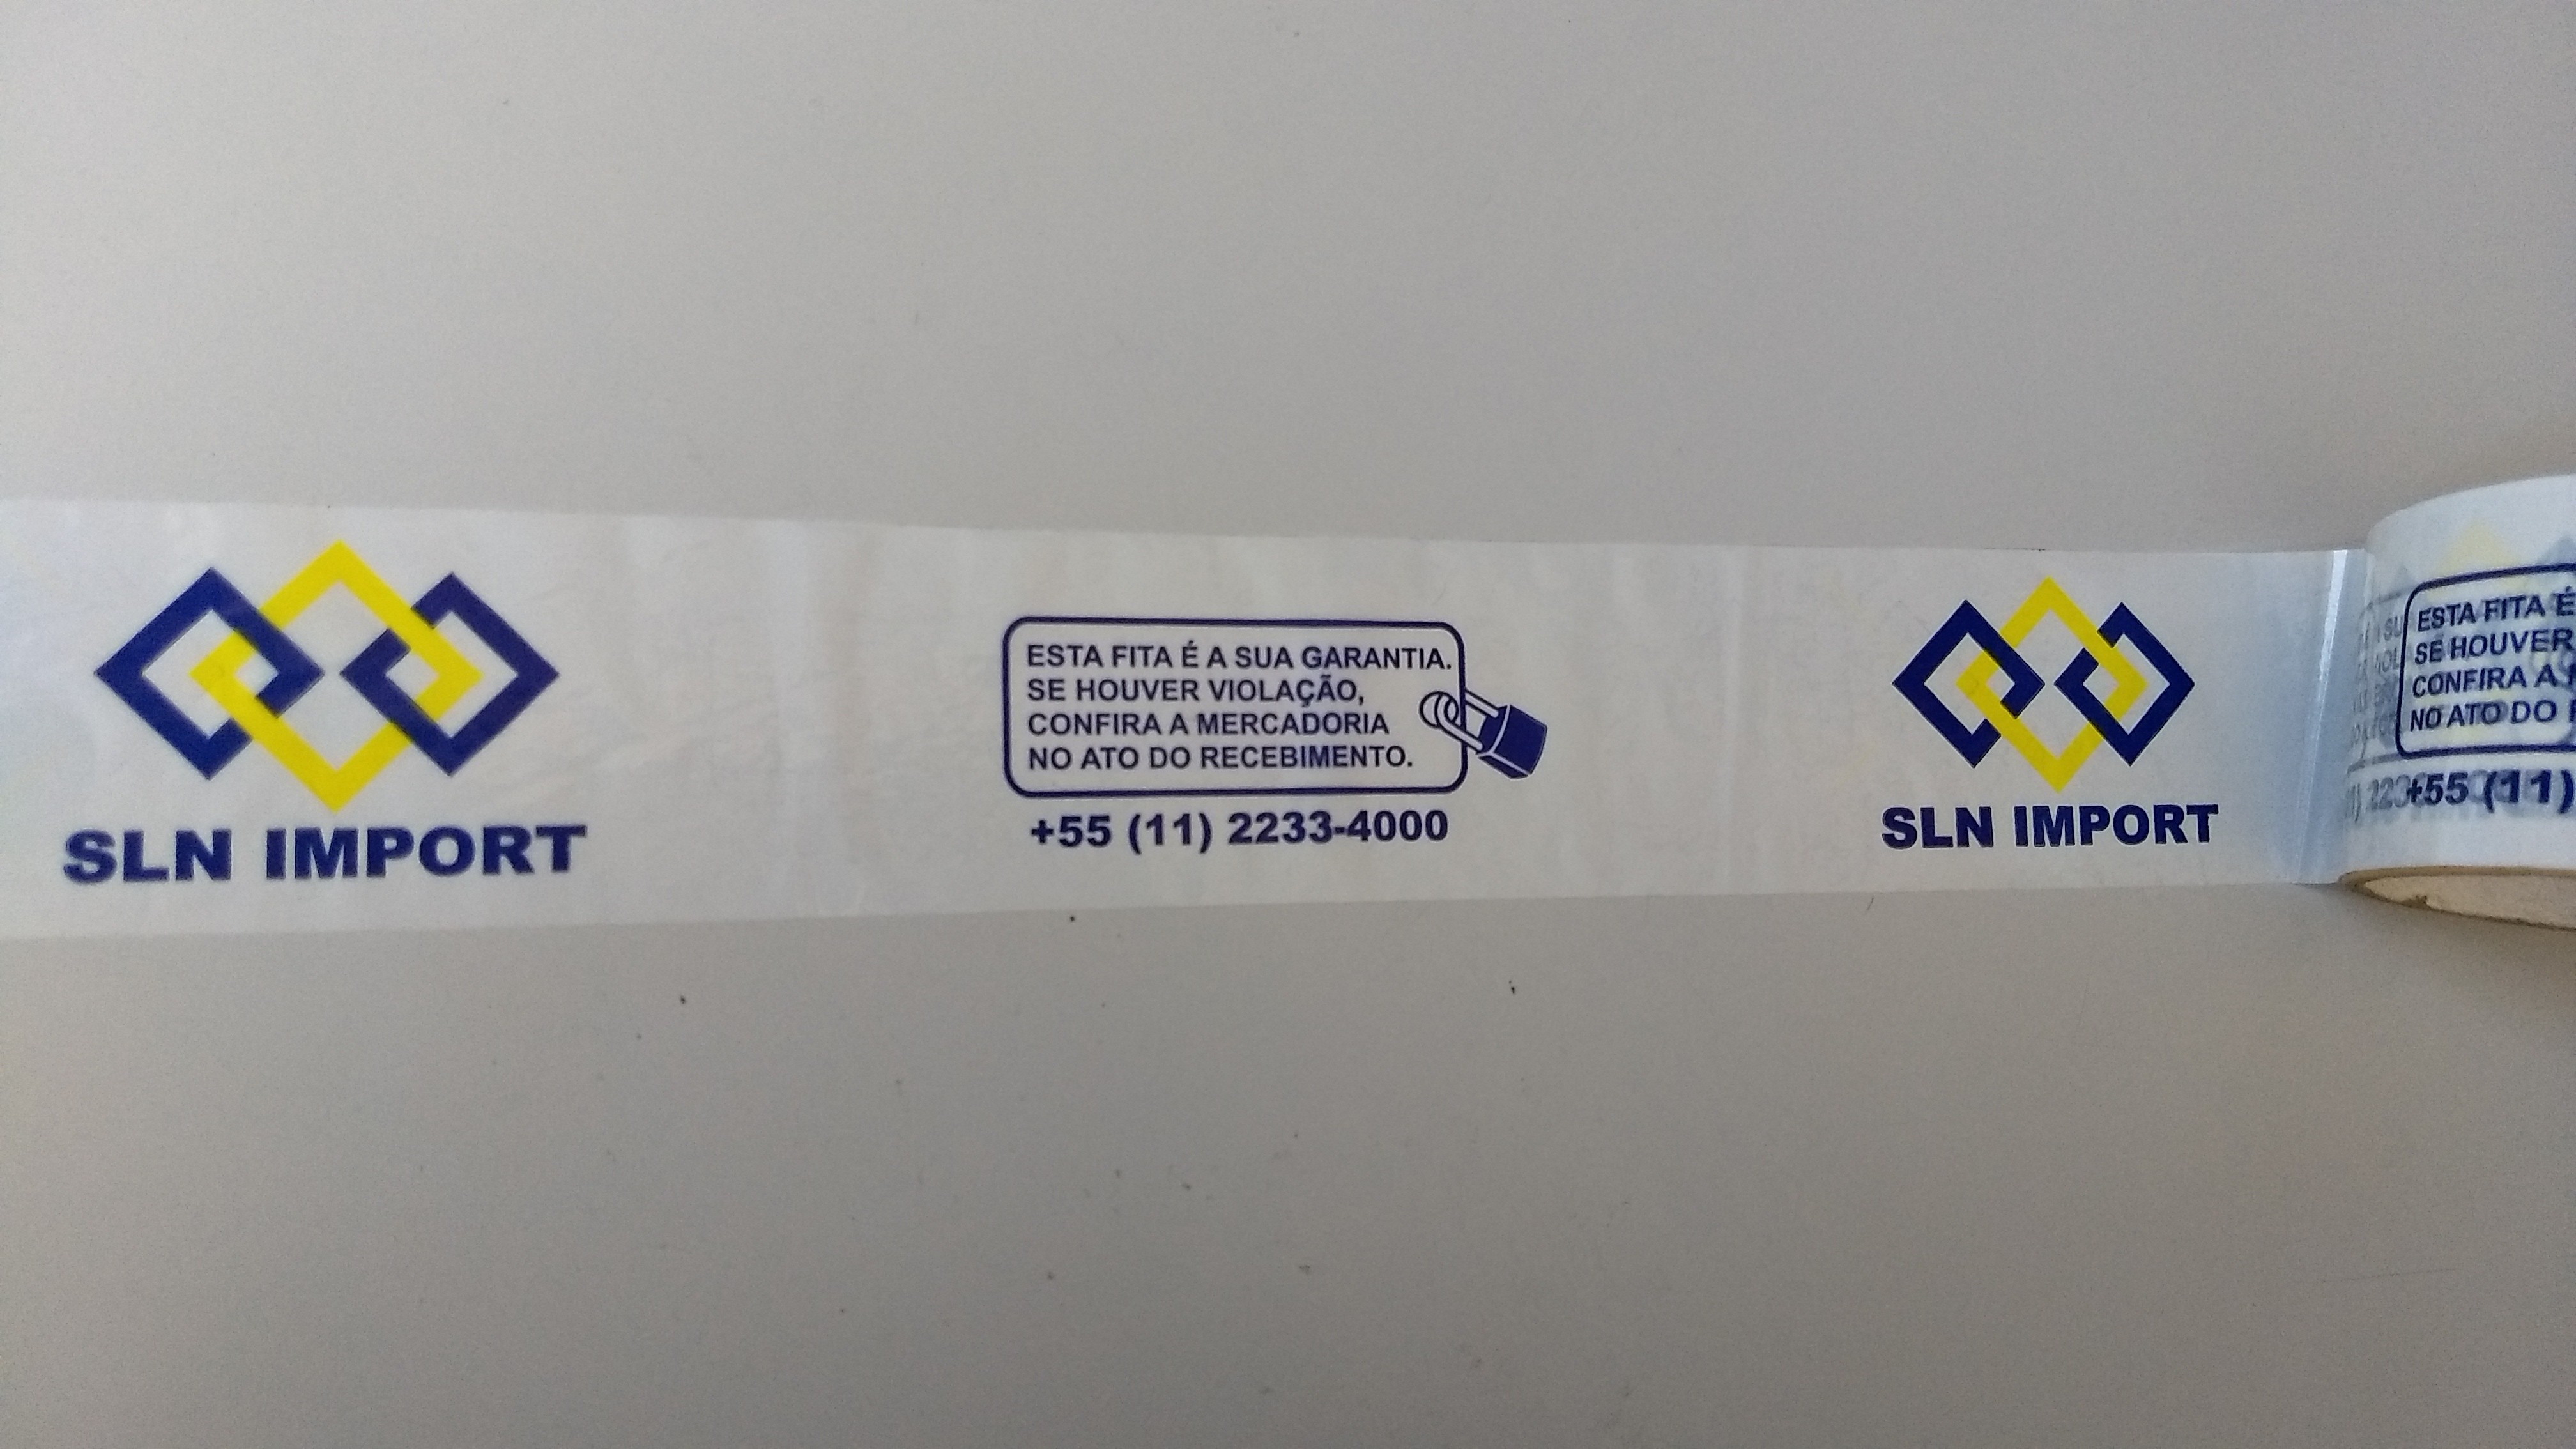 SLN IMPORT
ESTA FITA É A SUA GARANTIA.
SE HOUVER VIOLAÇÃO,
CONFIRA A MERCADORIA
NO ATO DO RECEBIMENTO.
+55 (11) 2233-4000
SLN IMPORT
ESTA FITA É
SE HOUVER
CONFIRA A
NO ATO DO
+55 (11)